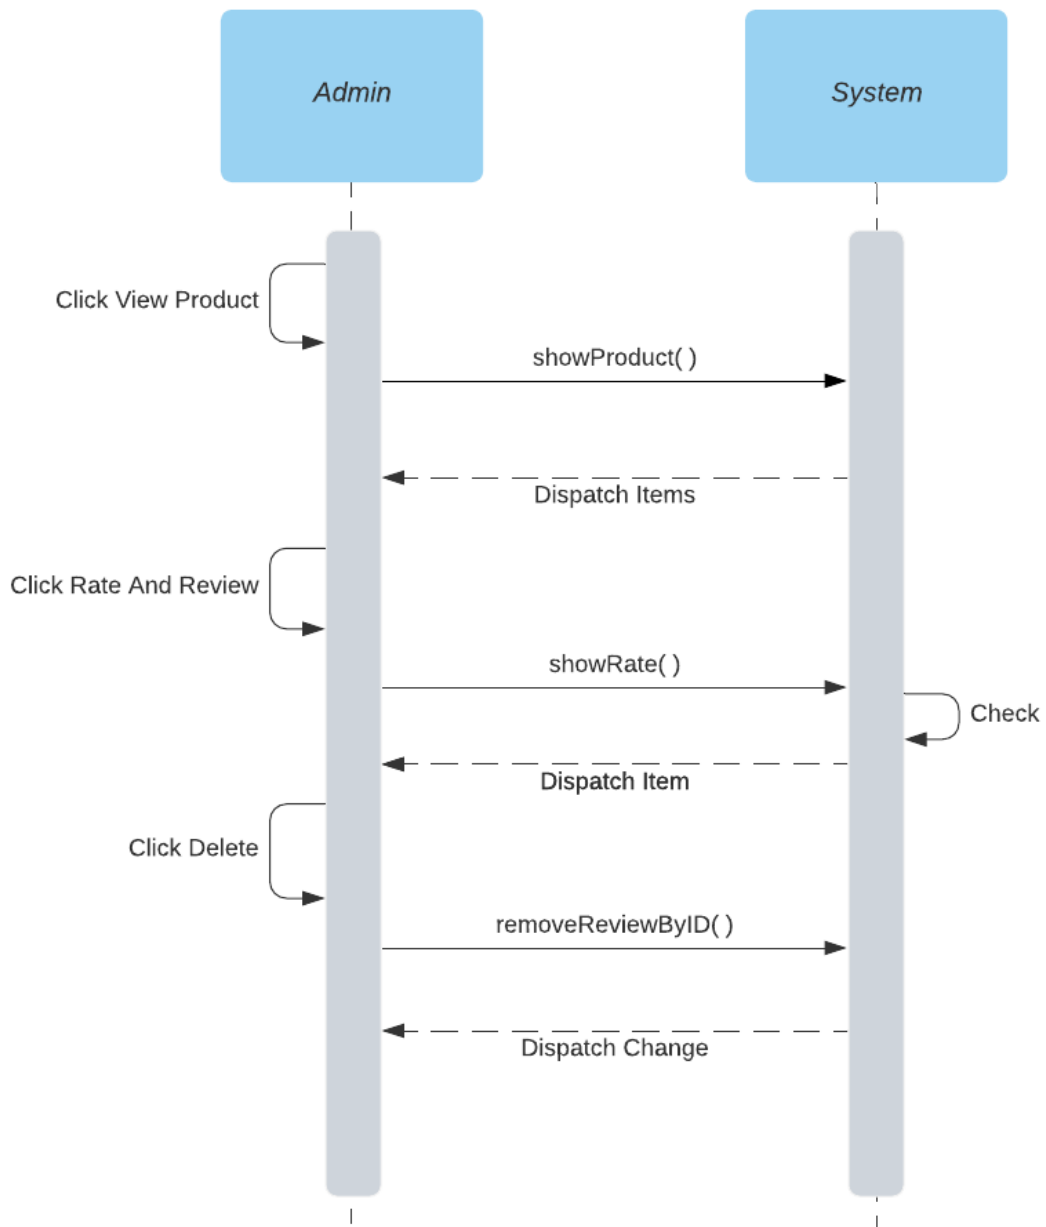 Admin
System
Click View Product
showProduct( )
Dispatch Items
Click Rate And Review
showRate( )
Check
Dispatch Item
Click Delete
removeReviewByID( )
Dispatch Change